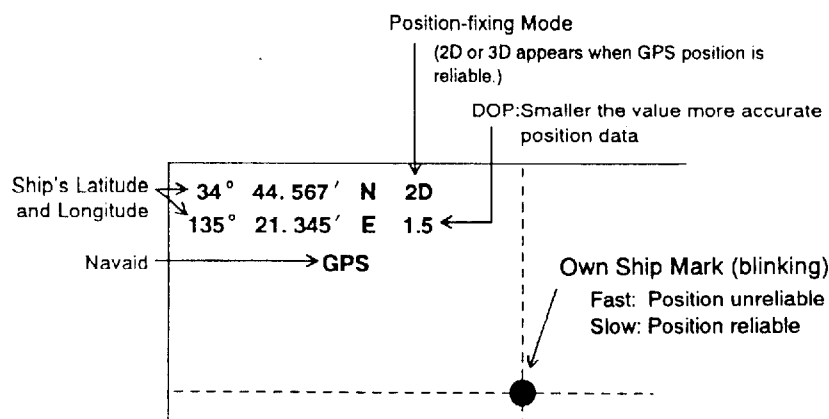 Position-fixing Mode
(2D or 3D appears when GPS position is
reliable.)
DOP:Smaller the value more accurate
position data
Ship's Latitude
and Longitude
34° 44.567′ N 2D
135° 21.345′ E 1.5
Navaid
GPS
Own Ship Mark (blinking)
Fast: Position unreliable
Slow: Position reliable